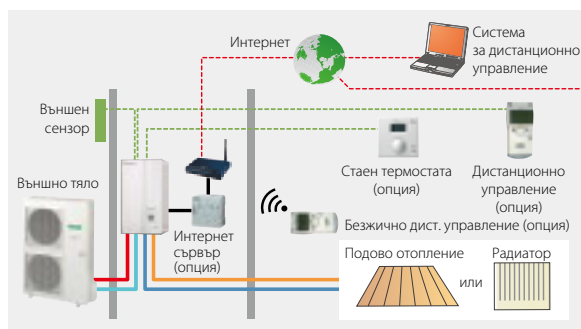 Интернет
Система
за дистанционно
управление
Външен
сензор
Стаен термостата
(опция)
Дистанционно
управление
(опция)
Външно тяло
Интернет
сървър
(опция)
Безжично дист. управление (опция)
Подово отопление
или
Радиатор